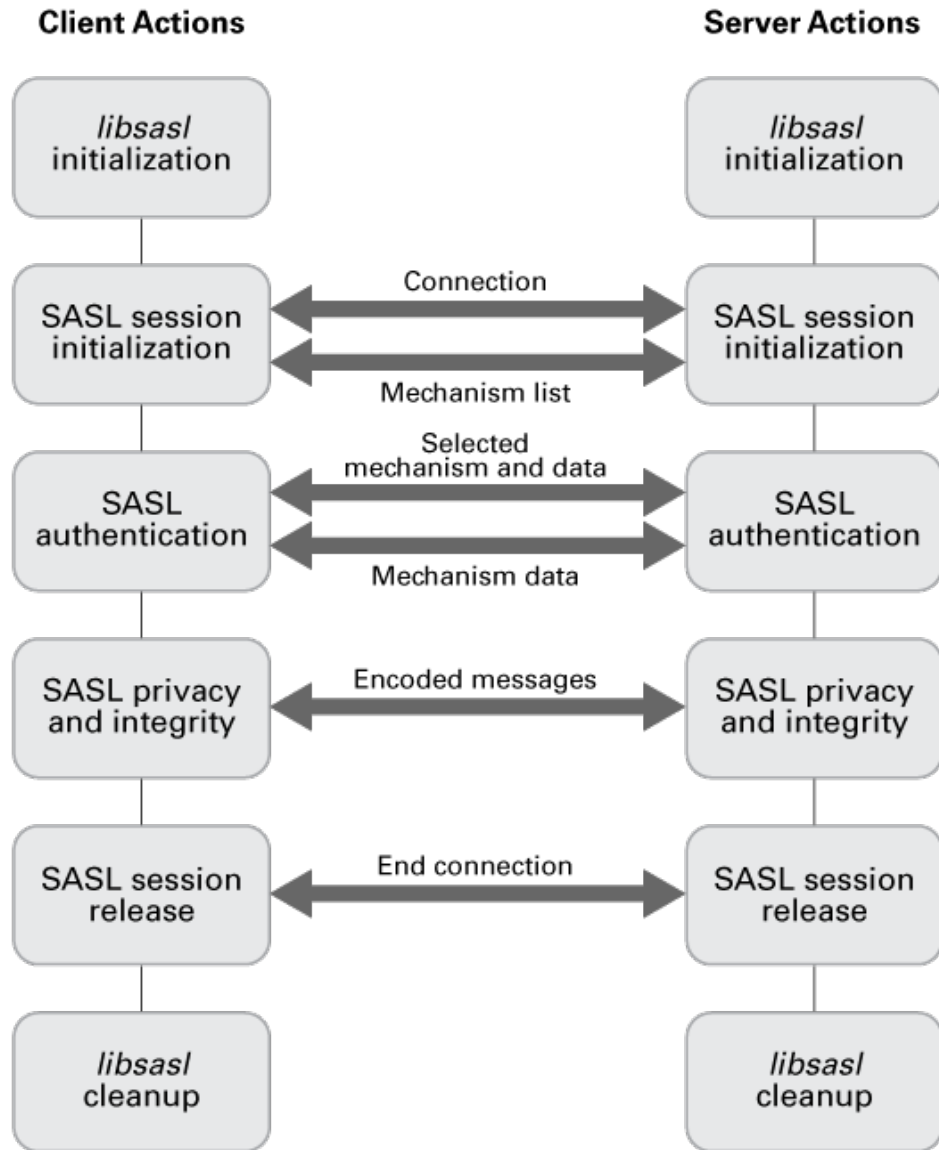 Client Actions
Server Actions
libsasl
initialization
libsasl
initialization
Connection
SASL session
initialization
SASL session
initialization
Mechanism list
Selected
mechanism and data
SASL
authentication
SASL
authentication
Mechanism data
Encoded messages
SASL privacy
and integrity
SASL privacy
and integrity
End connection
SASL session
release
SASL session
release
libsasl
cleanup
libsasl
cleanup